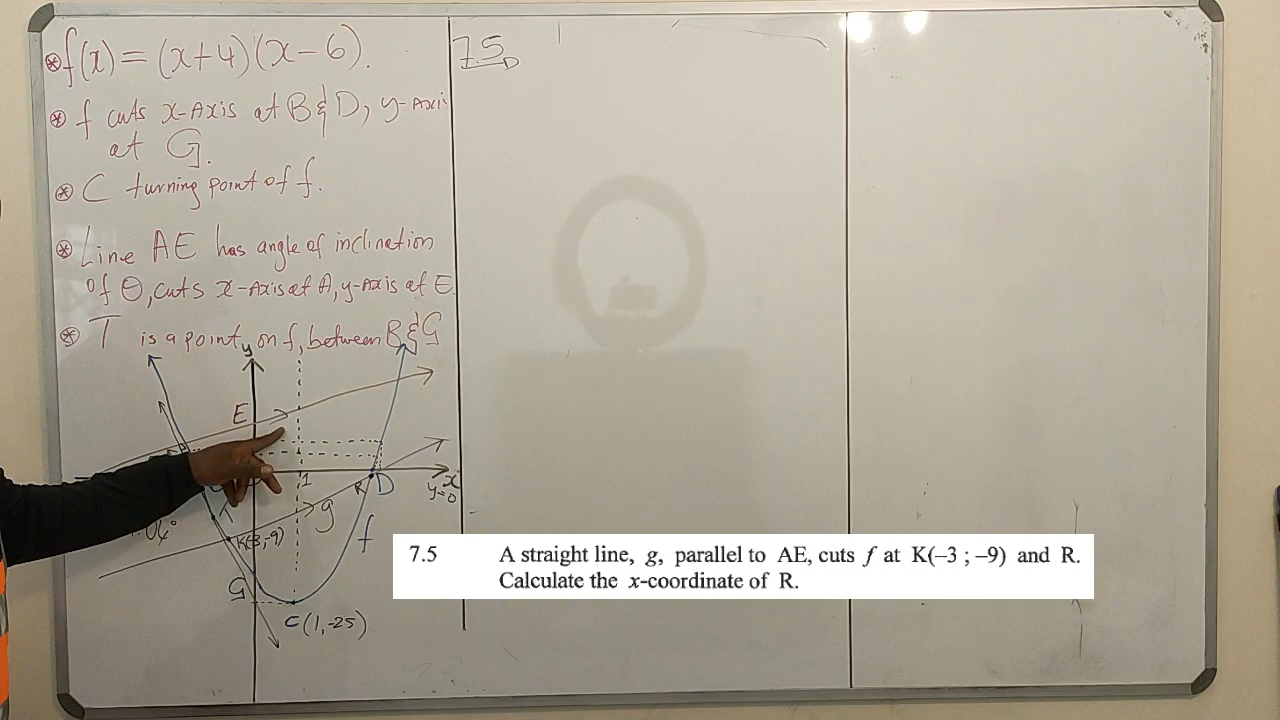 ⊛ f(x) = (x+4)(x-6).
⊛ f cuts x-Axis at B & D, y-Axis
at G.
⊛ C turning point of f.
⊛ Line AE has angle of inclination
of θ, cuts x-Axis at A, y-Axis at E.
⊛ T is a point on f, between B & G
7.5
y
E
1
R
D
x
y=0
g
K(-3,-9)
f
G
C(1,-25)
7.5 A straight line, g, parallel to AE, cuts f at K(–3 ; –9) and R.
Calculate the x-coordinate of R.